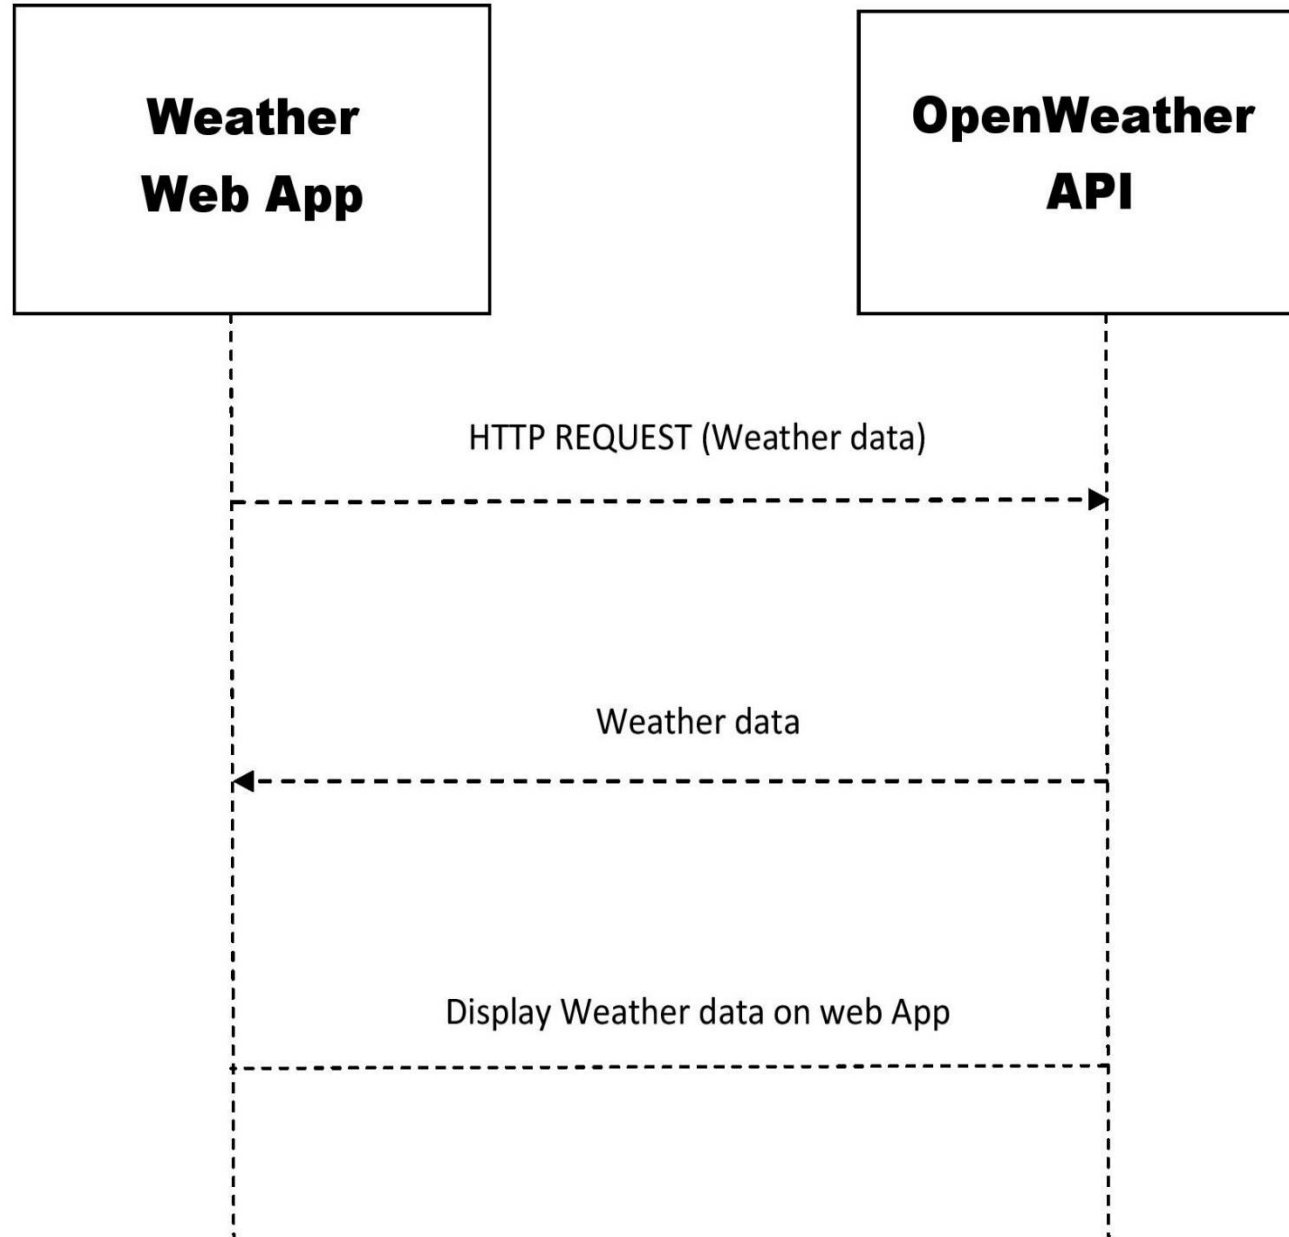 Weather
Web App
OpenWeather
API
HTTP REQUEST (Weather data)
Weather data
Display Weather data on web App